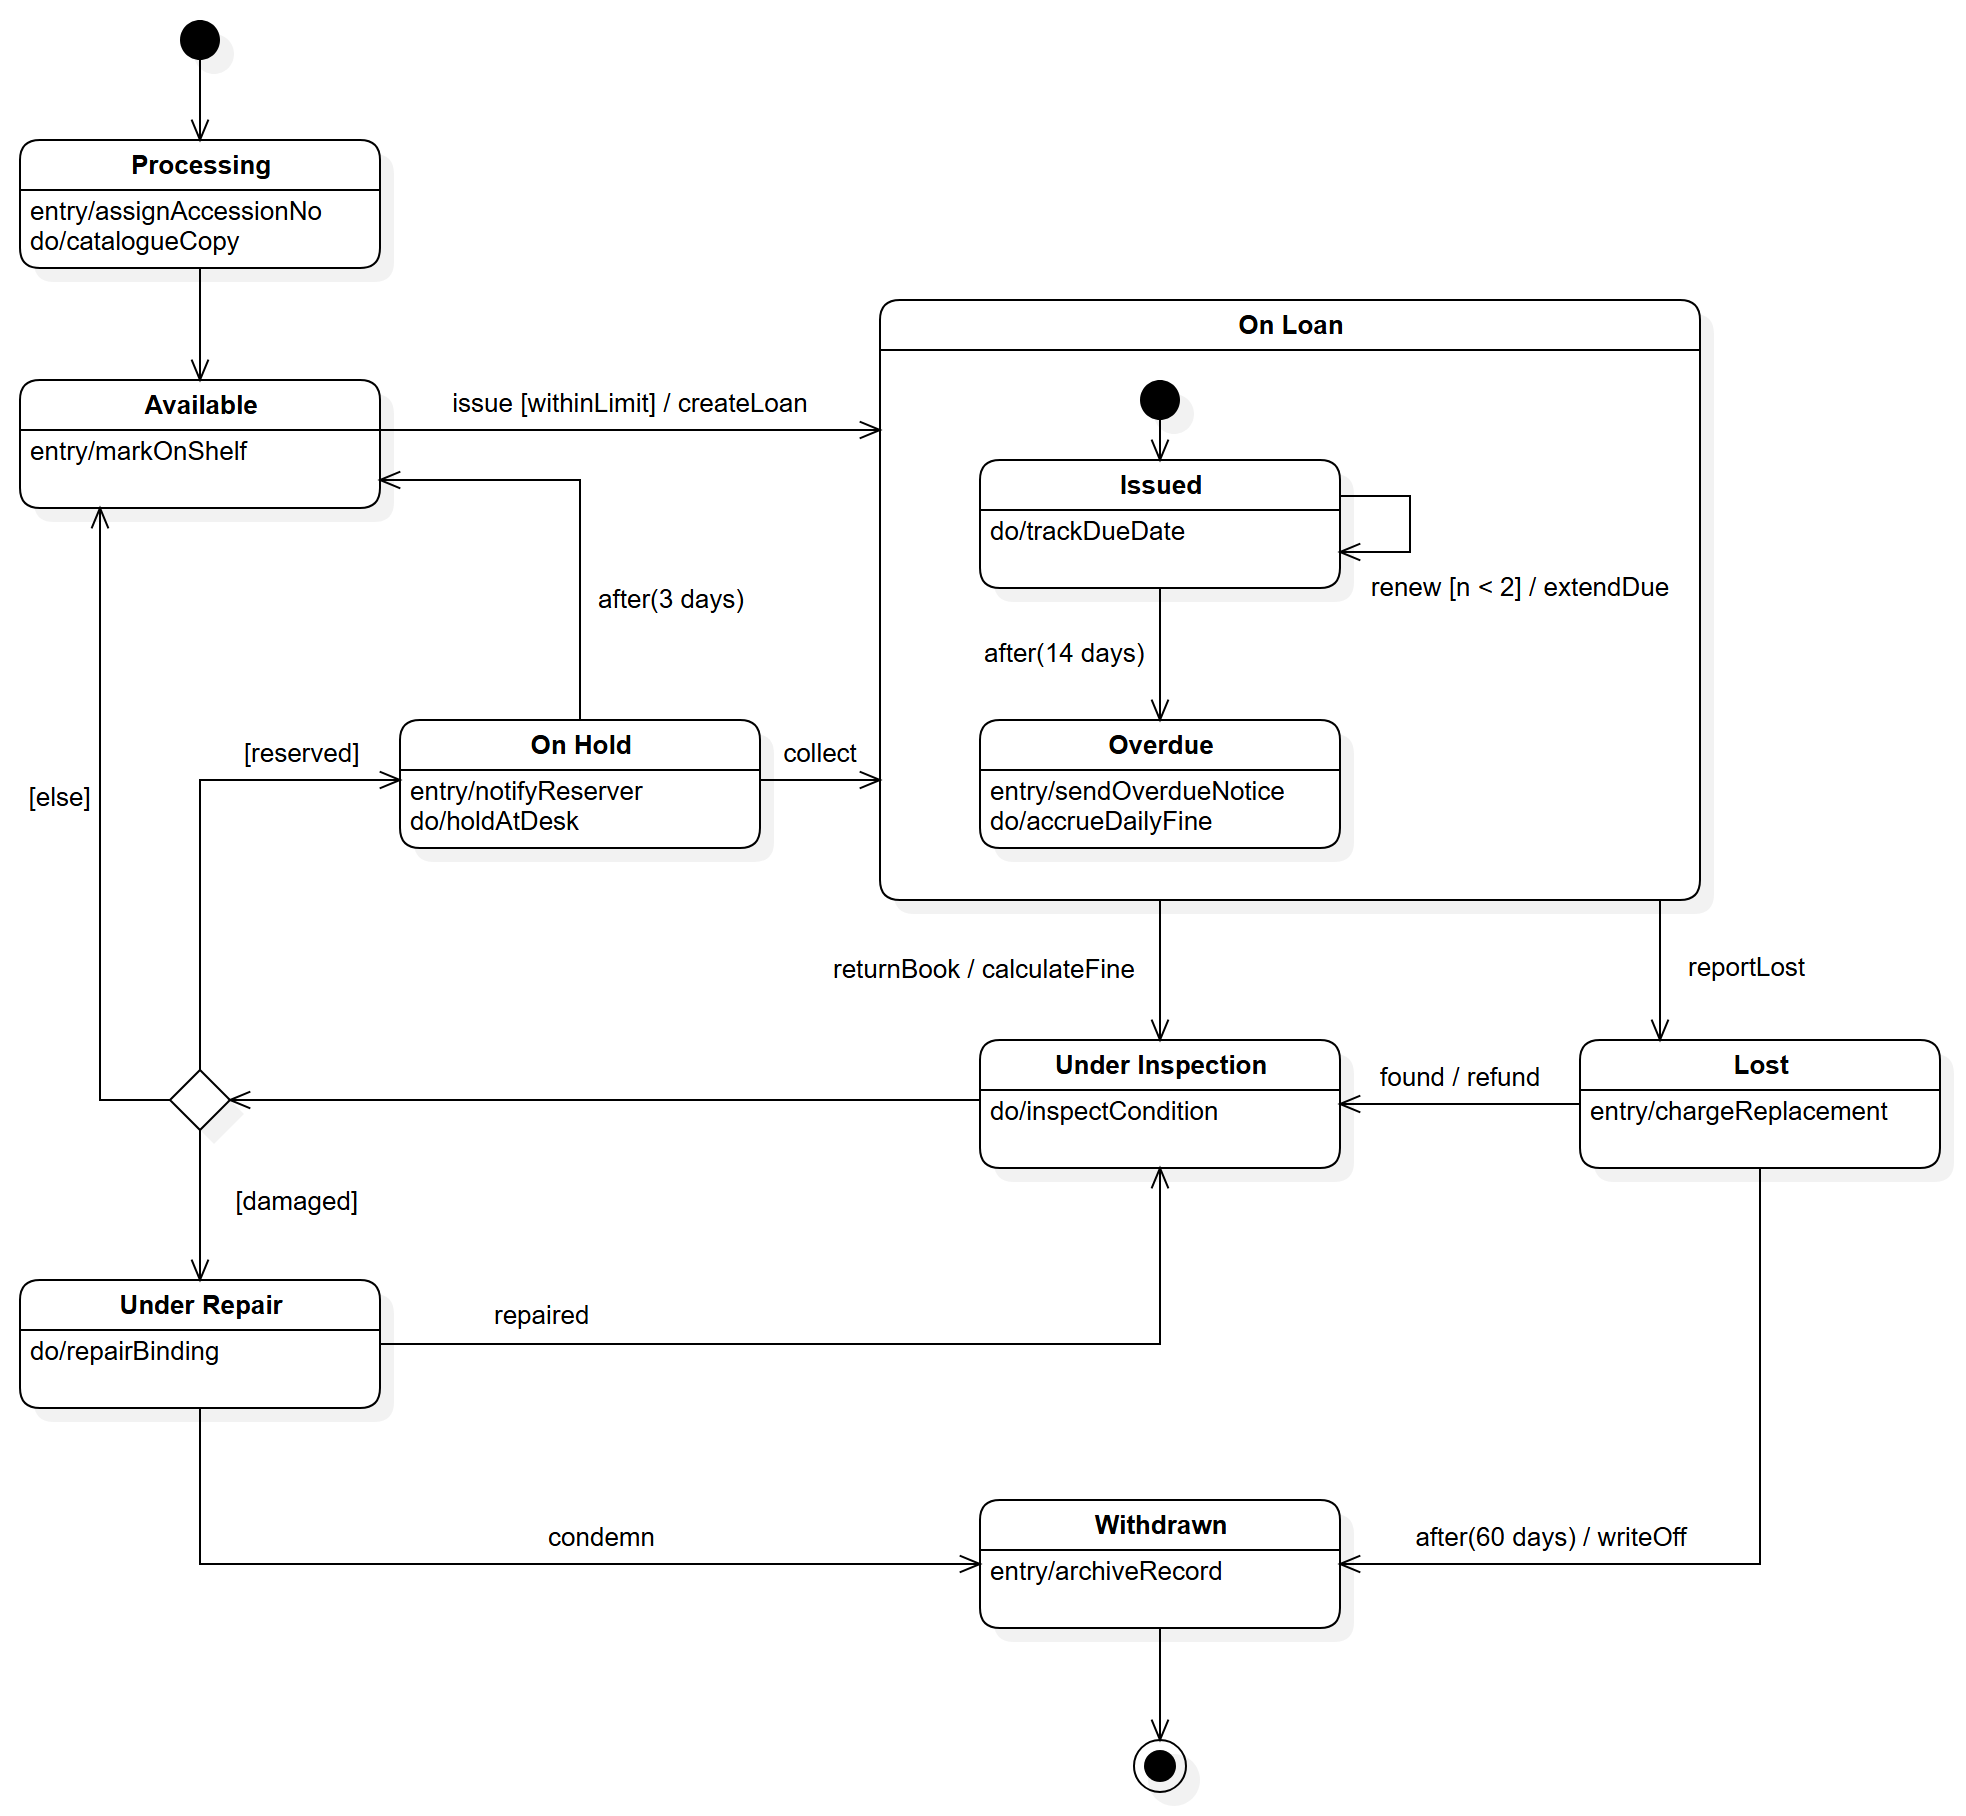 Processing
entry/assignAccessionNo
do/catalogueCopy
On Loan
Available
entry/markOnShelf
issue [withinLimit] / createLoan
Issued
do/trackDueDate
renew [n < 2] / extendDue
after(3 days)
after(14 days)
[reserved]
On Hold
entry/notifyReserver
do/holdAtDesk
collect
Overdue
entry/sendOverdueNotice
do/accrueDailyFine
[else]
returnBook / calculateFine
reportLost
Under Inspection
do/inspectCondition
found / refund
Lost
entry/chargeReplacement
[damaged]
Under Repair
do/repairBinding
repaired
condemn
Withdrawn
entry/archiveRecord
after(60 days) / writeOff